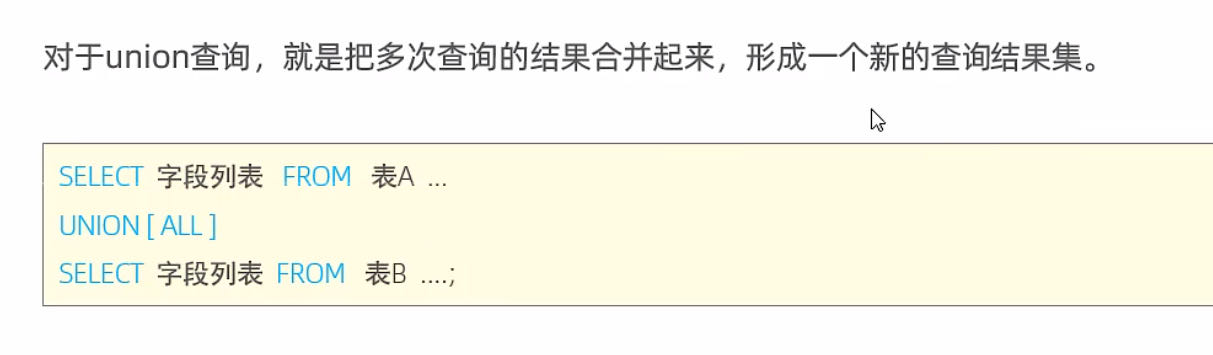 对于union查询，就是把多次查询的结果合并起来，形成一个新的查询结果集。
SELECT 字段列表 FROM 表A ...
UNION [ ALL ]
SELECT 字段列表 FROM 表B ....;